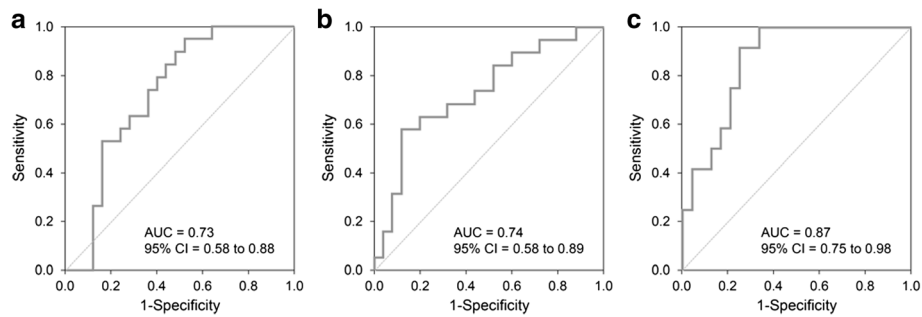 a
1.0
0.8
0.6
0.4
0.2
0.0
Sensitivity
AUC = 0.73
95% CI = 0.58 to 0.88
0.0 0.2 0.4 0.6 0.8 1.0
1-Specificity
b
1.0
0.8
0.6
0.4
0.2
0.0
Sensitivity
AUC = 0.74
95% CI = 0.58 to 0.89
0.0 0.2 0.4 0.6 0.8 1.0
1-Specificity
c
1.0
0.8
0.6
0.4
0.2
0.0
Sensitivity
AUC = 0.87
95% CI = 0.75 to 0.98
0.0 0.2 0.4 0.6 0.8 1.0
1-Specificity